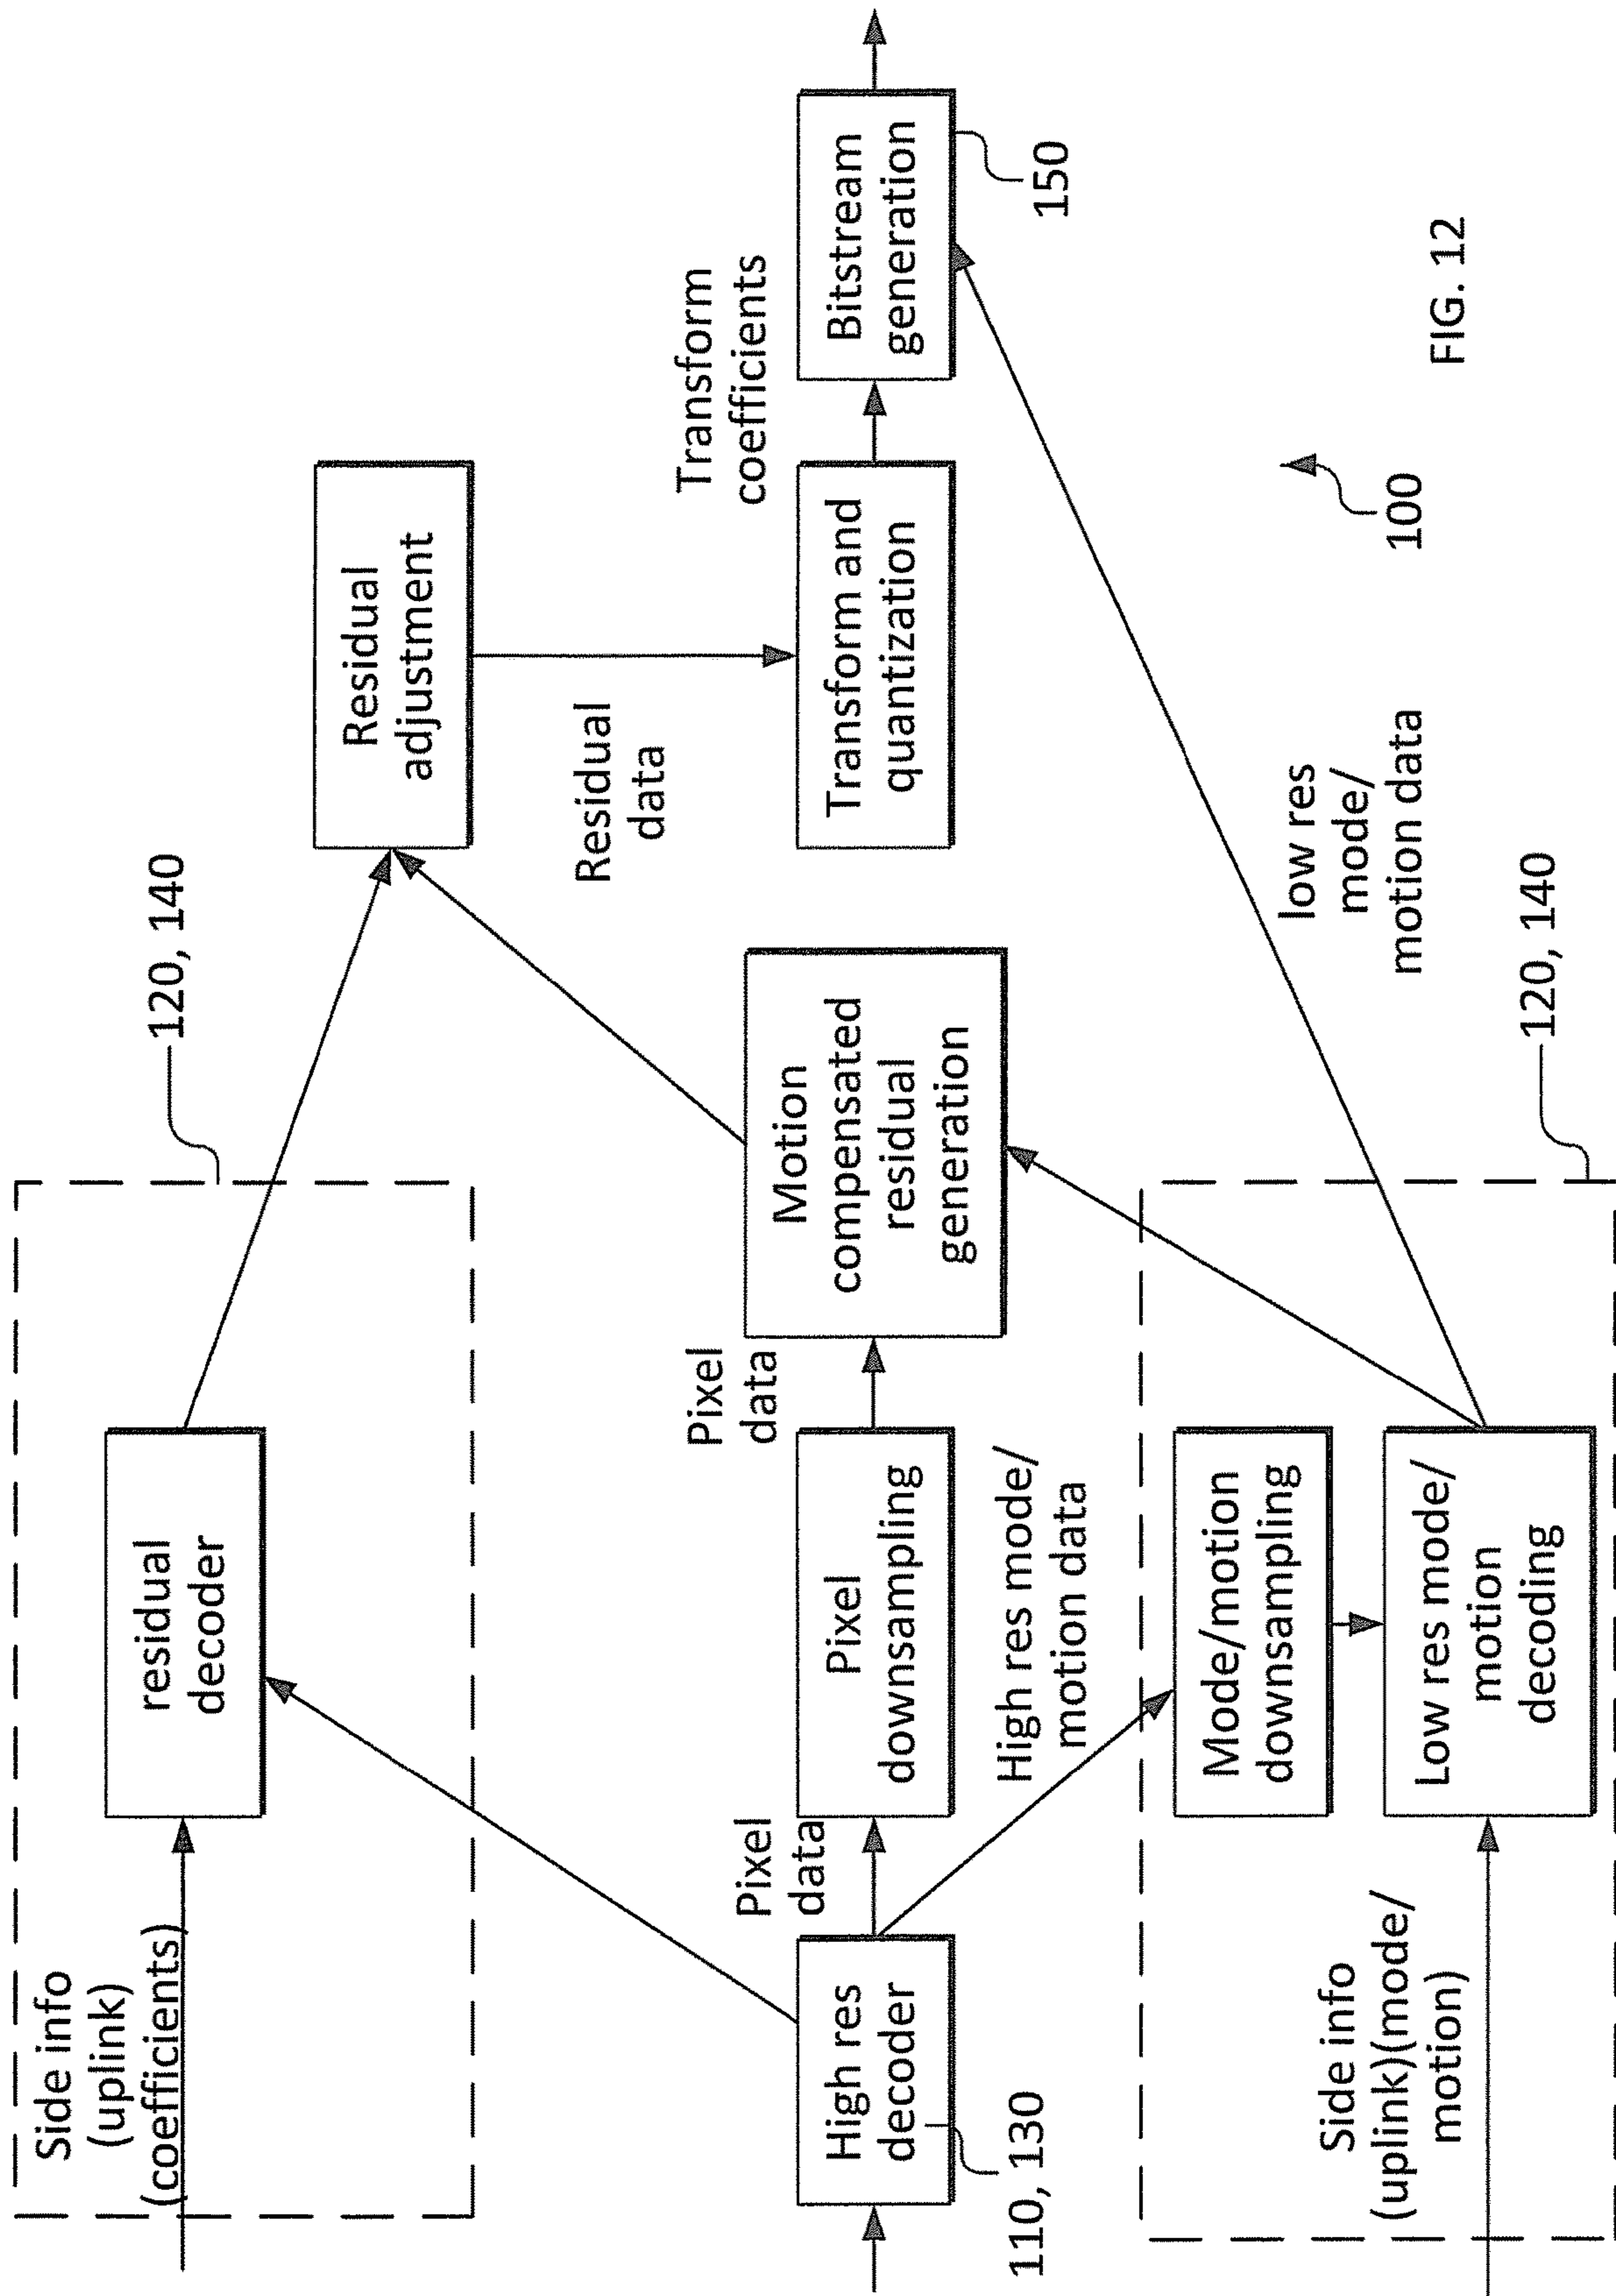 Side info
(uplink)
(coefficients)
residual
decoder
120, 140
High res
decoder
110, 130
Pixel
data
Pixel
downsampling
Pixel
data
Motion
compensated
residual
generation
Residual
adjustment
Residual
data
Transform and
quantization
Transform
coefficients
Bitstream
generation
150
High res mode/
motion data
Side info
(uplink)(mode/
motion)
Mode/motion
downsampling
Low res mode/
motion
decoding
120, 140
low res
mode/
motion data
100
FIG. 12